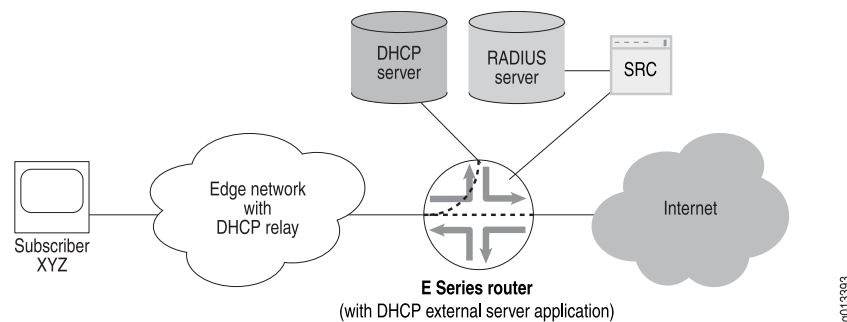 DHCP
server
RADIUS
server
SRC
Edge network
with
DHCP relay
Internet
Subscriber
XYZ
E Series router
(with DHCP external server application)
g013393